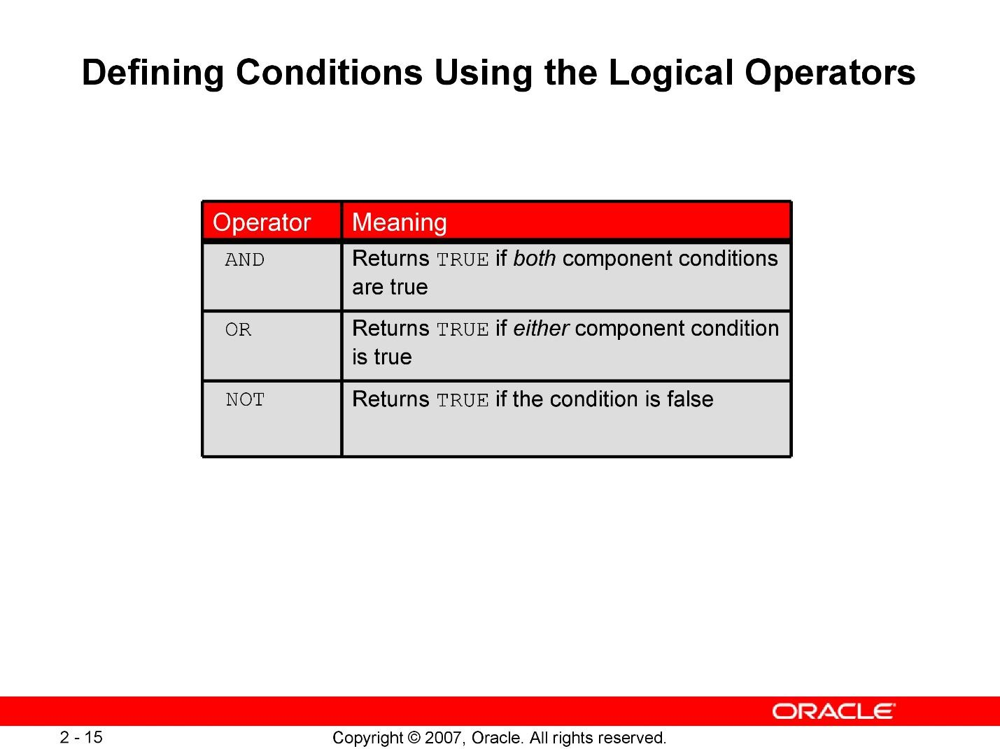 Defining Conditions Using the Logical Operators
Operator Meaning
AND Returns TRUE if both component conditions
are true
OR Returns TRUE if either component condition
is true
NOT Returns TRUE if the condition is false
ORACLE
2 - 15 Copyright © 2007, Oracle. All rights reserved.